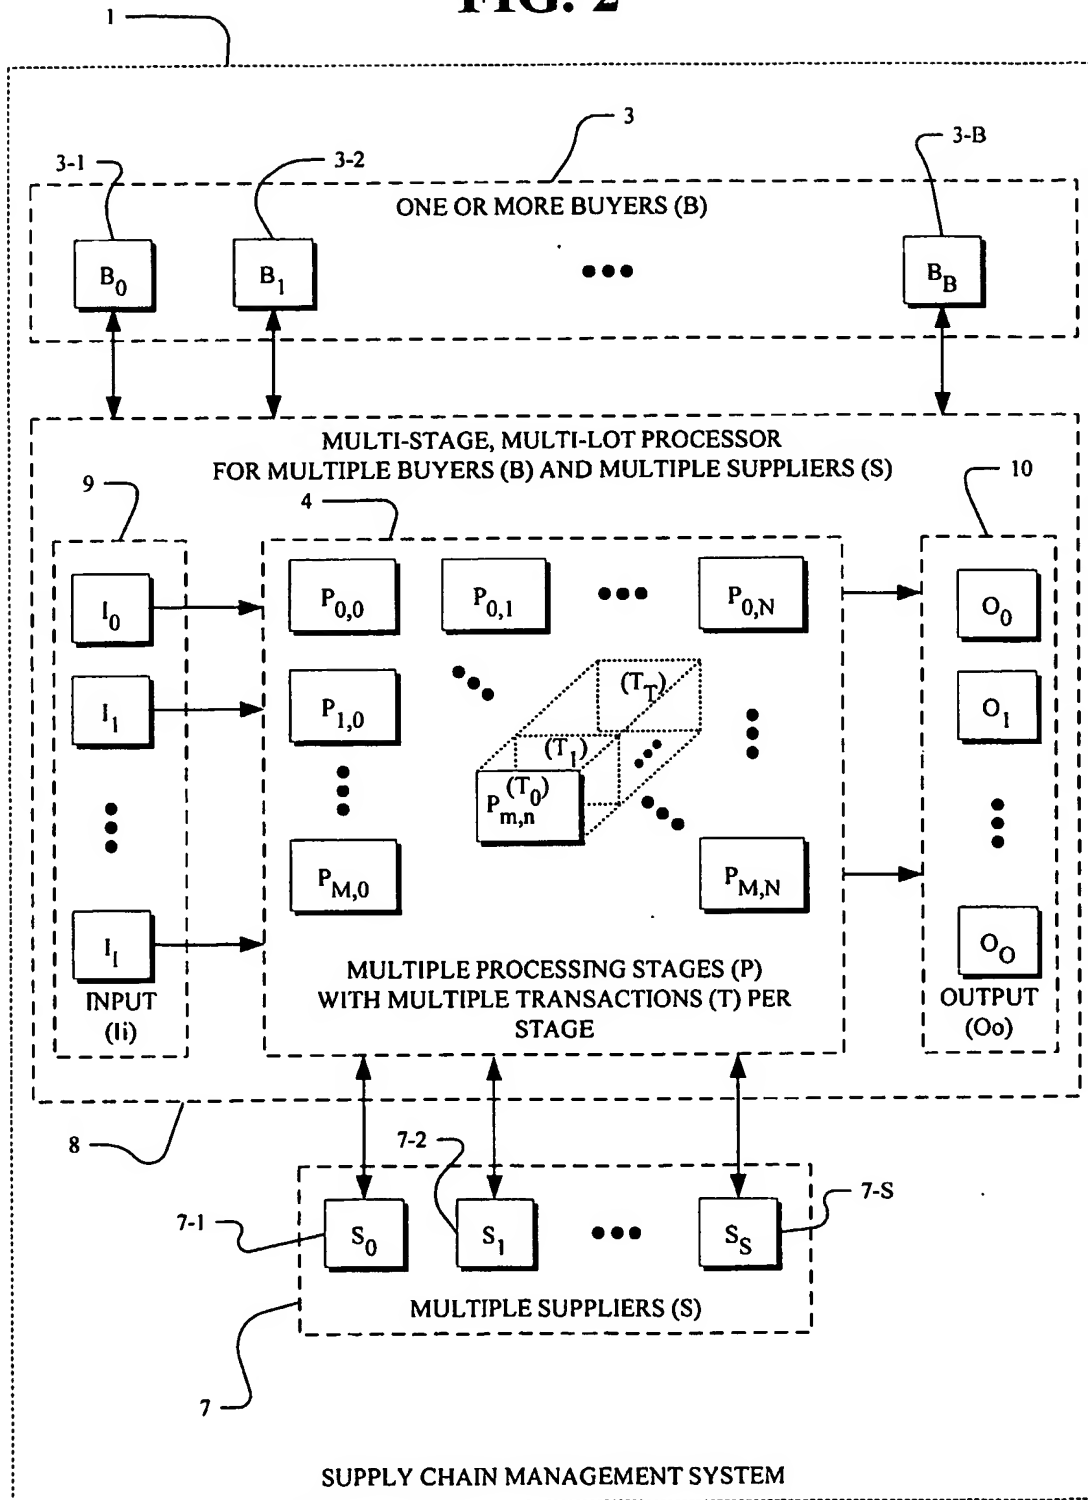 FIG. 2
1
3
3-1
3-2
3-B
ONE OR MORE BUYERS (B)
B0
B1
BB
MULTI-STAGE, MULTI-LOT PROCESSOR
FOR MULTIPLE BUYERS (B) AND MULTIPLE SUPPLIERS (S)
9
4
10
I0
P0,0
P0,1
P0,N
O0
I1
P1,0
(TT)
O1
(T1)
(T0)
Pm,n
PM,0
PM,N
II
OO
INPUT
(Ii)
MULTIPLE PROCESSING STAGES (P)
WITH MULTIPLE TRANSACTIONS (T) PER
STAGE
OUTPUT
(Oo)
8
7-2
7-1
7-S
S0
S1
SS
MULTIPLE SUPPLIERS (S)
7
SUPPLY CHAIN MANAGEMENT SYSTEM